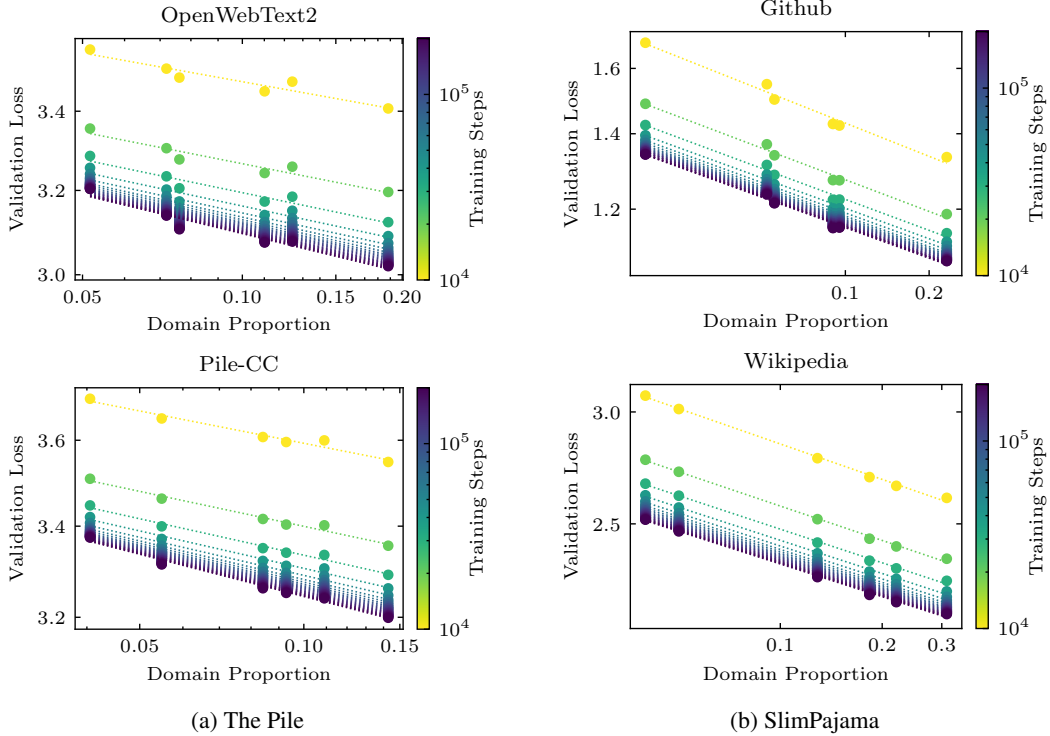 OpenWebText2
Validation Loss
3.4
3.2
3.0
0.05
0.10
0.15
0.20
Domain Proportion
10^5
10^4
Training Steps
Github
Validation Loss
1.6
1.4
1.2
0.1
0.2
Domain Proportion
10^5
10^4
Training Steps
Pile-CC
Validation Loss
3.6
3.4
3.2
0.05
0.10
0.15
Domain Proportion
10^5
10^4
Training Steps
Wikipedia
Validation Loss
3.0
2.5
0.1
0.2
0.3
Domain Proportion
10^5
10^4
Training Steps
(a) The Pile
(b) SlimPajama